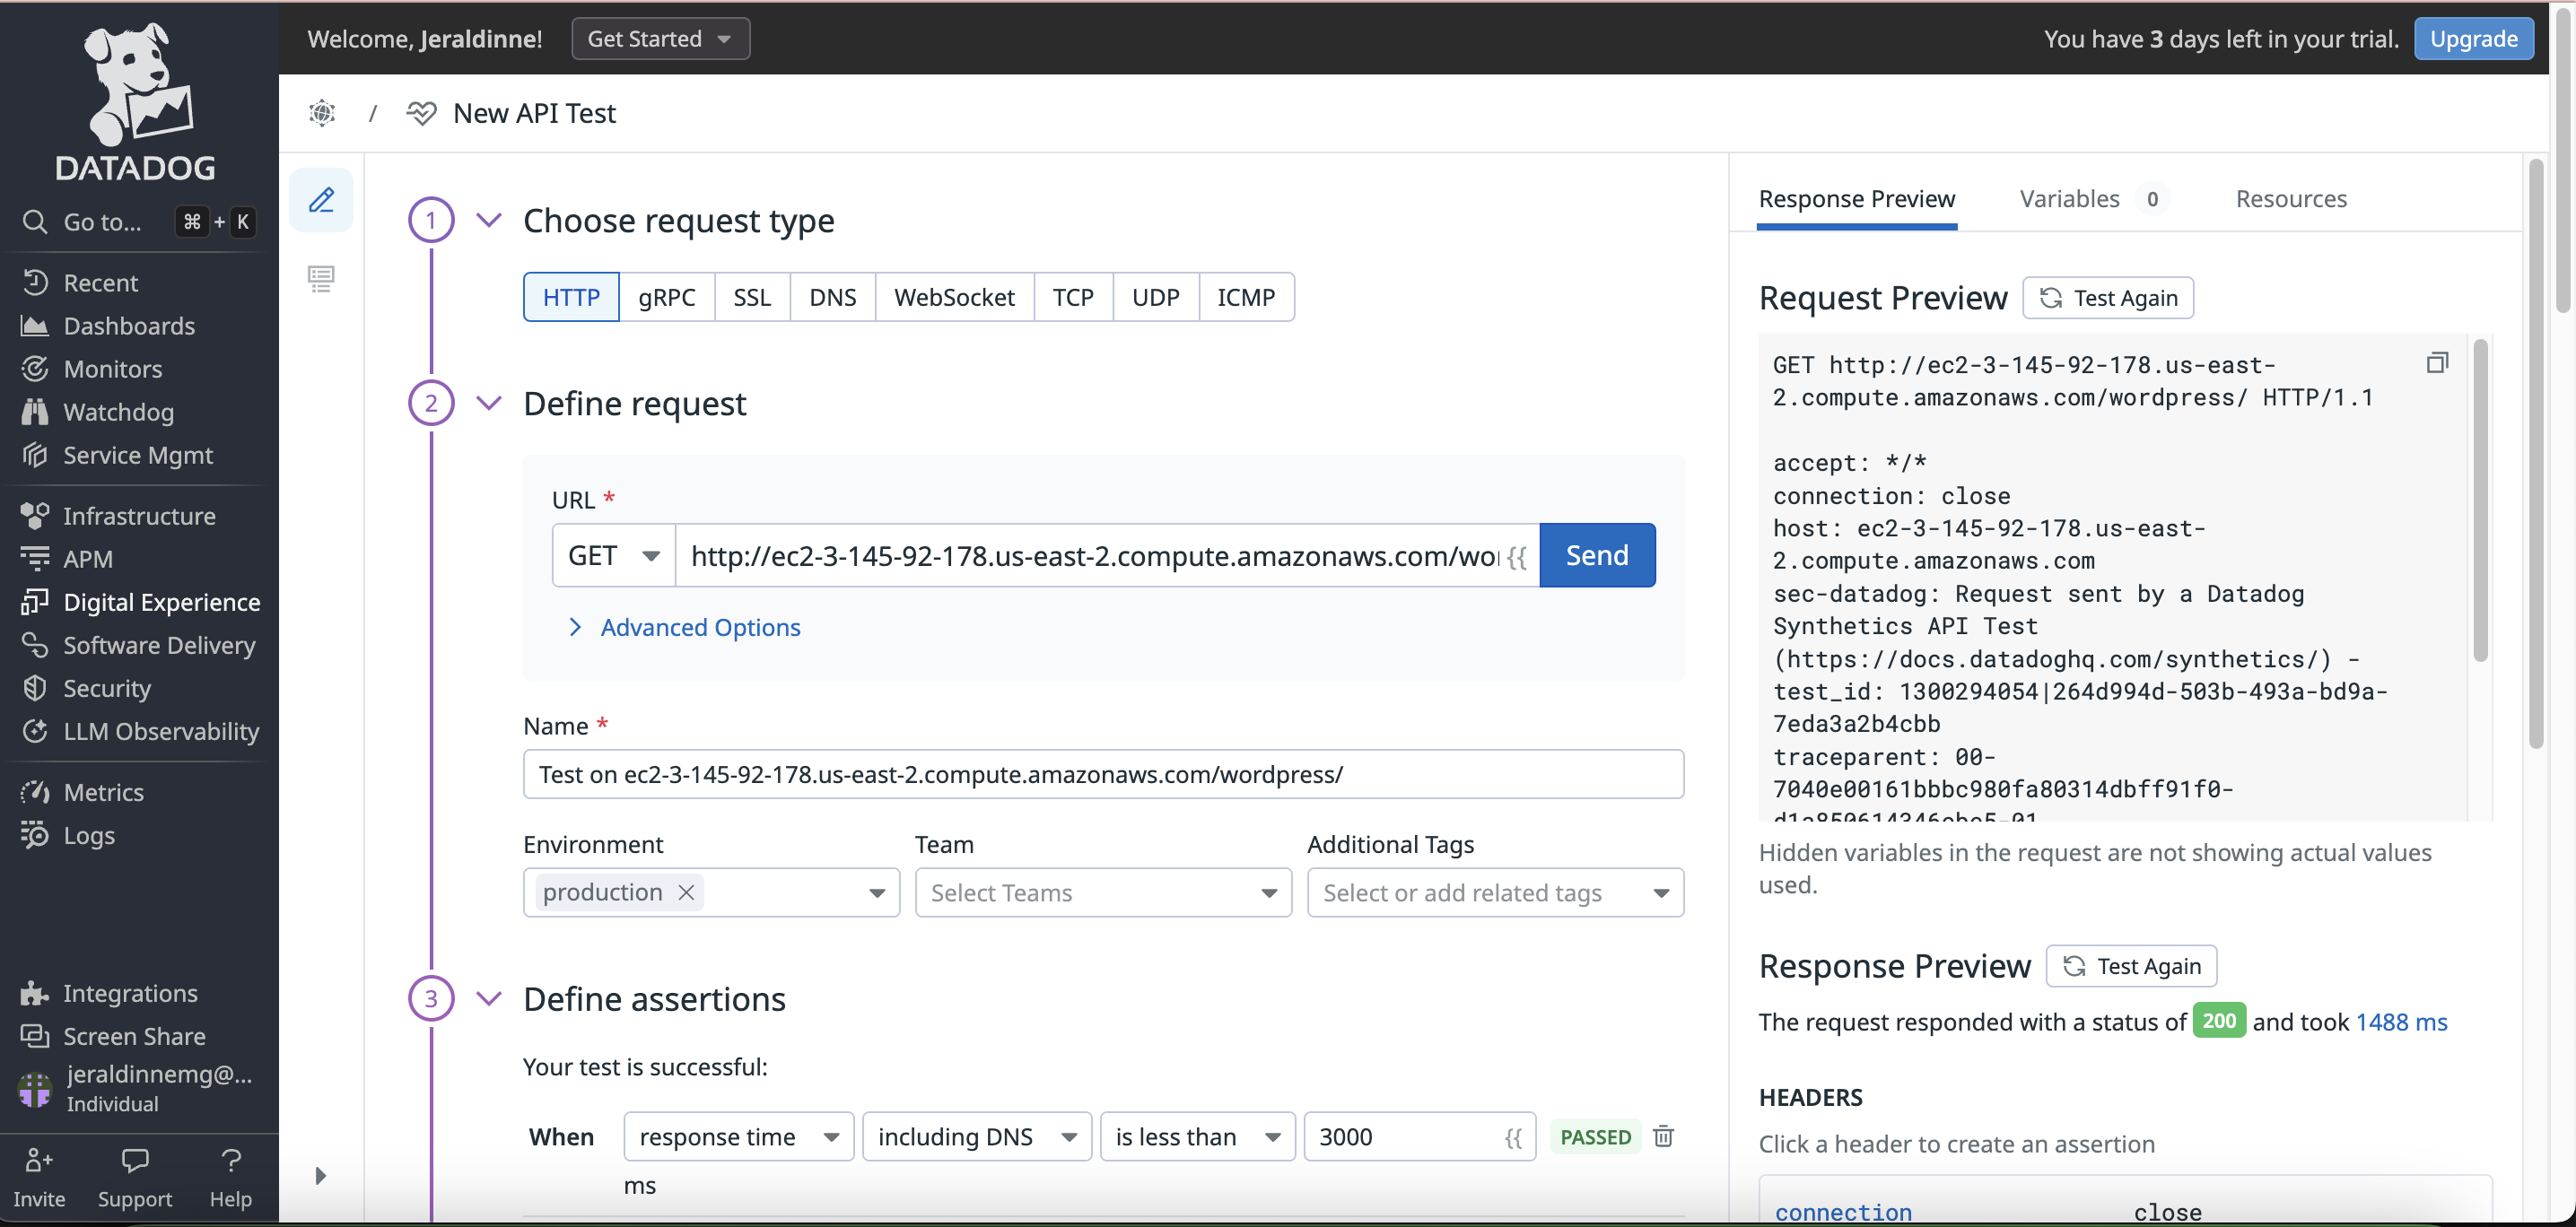 Welcome, Jeraldinne!
Get Started
You have 3 days left in your trial.
Upgrade
DATADOG
Go to...
⌘ + K
Recent
Dashboards
Monitors
Watchdog
Service Mgmt
Infrastructure
APM
Digital Experience
Software Delivery
Security
LLM Observability
Metrics
Logs
Integrations
Screen Share
jeraldinnemg@...
Individual
Invite
Support
Help
/ New API Test
1 Choose request type
HTTP gRPC SSL DNS WebSocket TCP UDP ICMP
2 Define request
URL *
GET http://ec2-3-145-92-178.us-east-2.compute.amazonaws.com/wor {{ Send
Advanced Options
Name *
Test on ec2-3-145-92-178.us-east-2.compute.amazonaws.com/wordpress/
Environment Team Additional Tags
production Select Teams Select or add related tags
3 Define assertions
Your test is successful:
When response time including DNS is less than 3000 {{ PASSED
ms
Response Preview Variables 0 Resources
Request Preview Test Again
GET http://ec2-3-145-92-178.us-east-
2.compute.amazonaws.com/wordpress/ HTTP/1.1
accept: */*
connection: close
host: ec2-3-145-92-178.us-east-
2.compute.amazonaws.com
sec-datadog: Request sent by a Datadog
Synthetics API Test
(https://docs.datadoghq.com/synthetics/) -
test_id: 1300294054|264d994d-503b-493a-bd9a-
7eda3a2b4cbb
traceparent: 00-
7040e00161bbbc980fa80314dbff91f0-
Hidden variables in the request are not showing actual values
used.
Response Preview Test Again
The request responded with a status of 200 and took 1488 ms
HEADERS
Click a header to create an assertion
connection close